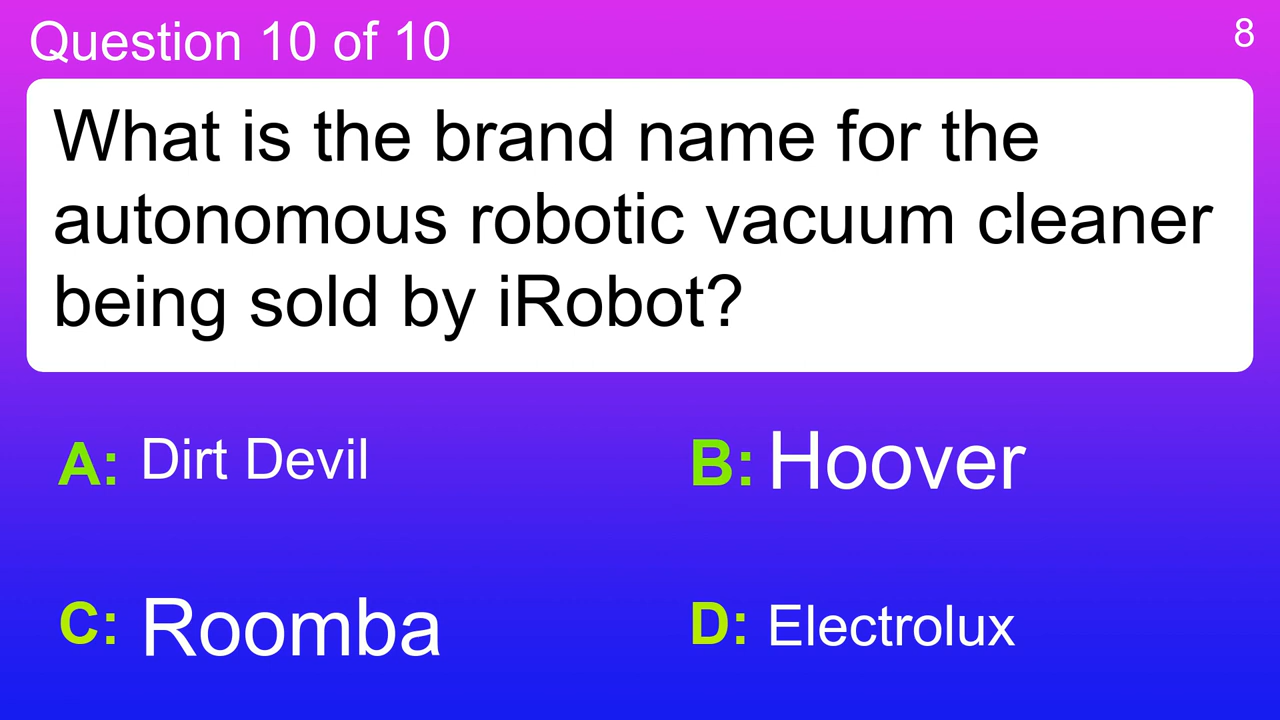 Question 10 of 10
8
What is the brand name for the
autonomous robotic vacuum cleaner
being sold by iRobot?
A: Dirt Devil
B: Hoover
C: Roomba
D: Electrolux